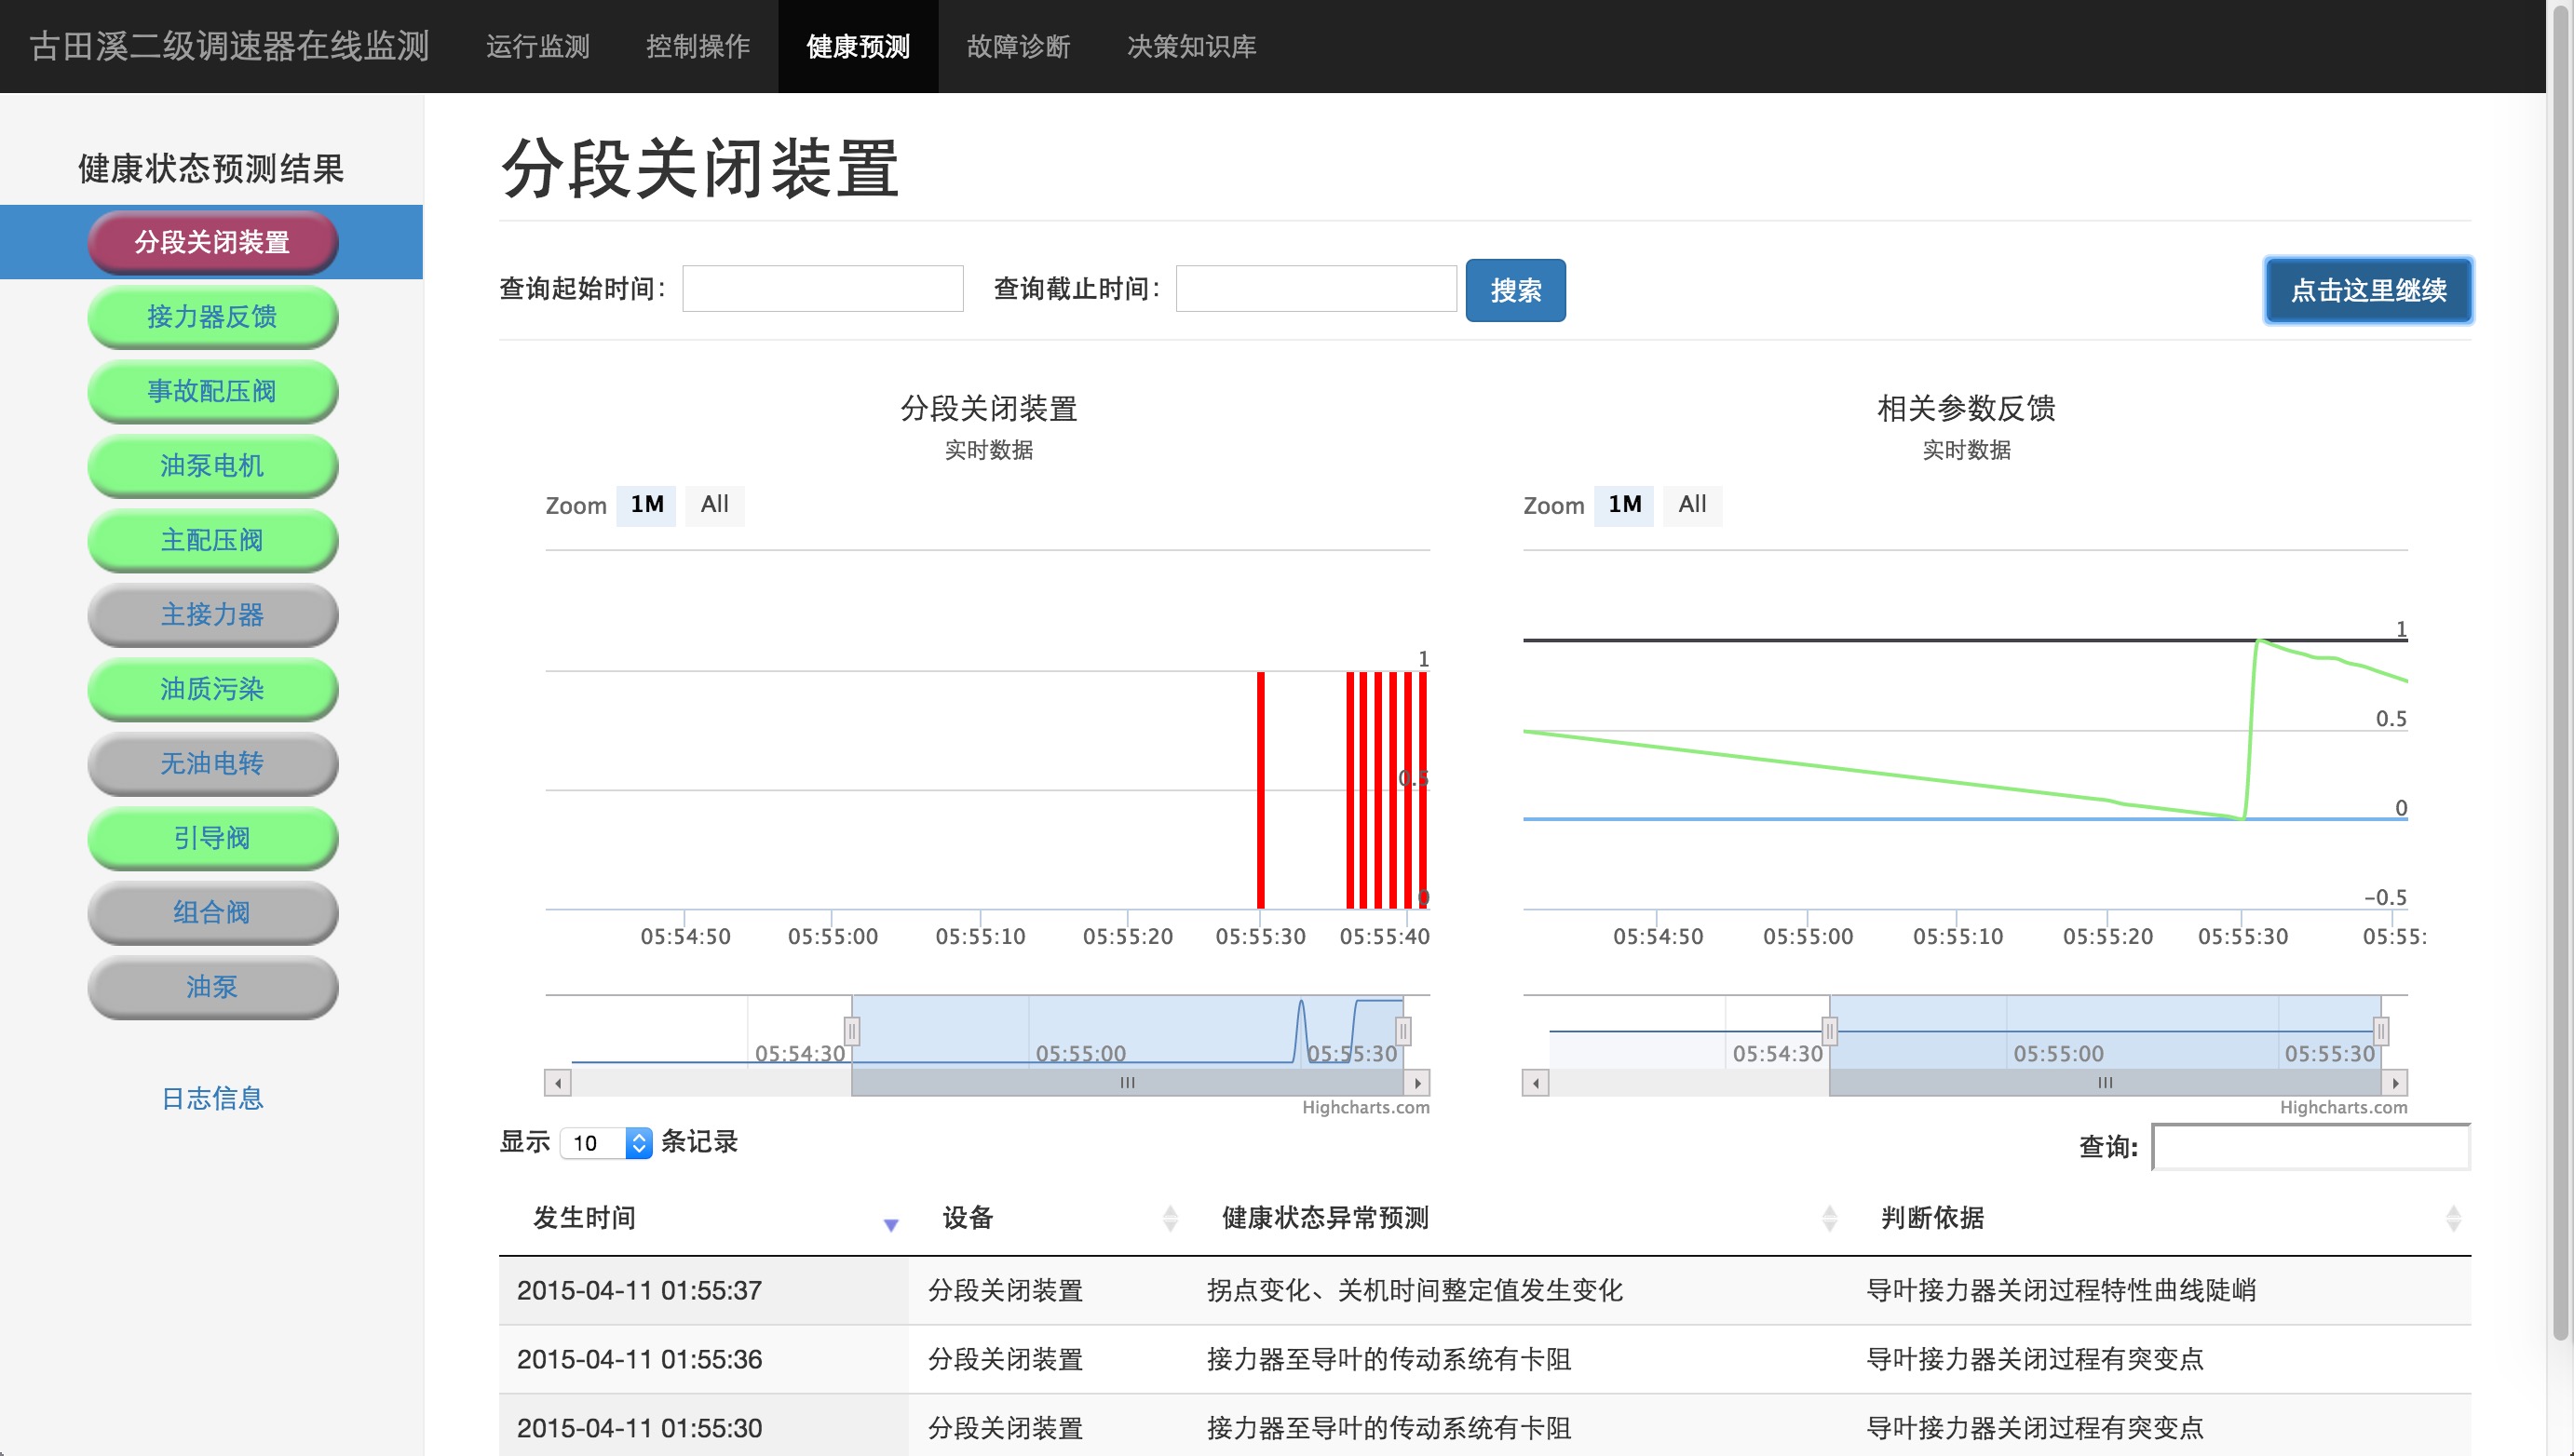 古田溪二级调速器在线监测 运行监测 控制操作 健康预测 故障诊断 决策知识库
健康状态预测结果
分段关闭装置
接力器反馈
事故配压阀
油泵电机
主配压阀
主接力器
油质污染
无油电转
引导阀
组合阀
油泵
日志信息
分段关闭装置
查询起始时间： 查询截止时间： 搜索 点击这里继续
分段关闭装置
实时数据
Zoom 1M All
1
0.5
0
05:54:50 05:55:00 05:55:10 05:55:20 05:55:30 05:55:40
05:54:30 05:55:00 05:55:30
Highcharts.com
相关参数反馈
实时数据
Zoom 1M All
1
0.5
0
-0.5
05:54:50 05:55:00 05:55:10 05:55:20 05:55:30 05:55:
05:54:30 05:55:00 05:55:30
Highcharts.com
显示 10 条记录 查询:
发生时间 设备 健康状态异常预测 判断依据
2015-04-11 01:55:37 分段关闭装置 拐点变化、关机时间整定值发生变化 导叶接力器关闭过程特性曲线陡峭
2015-04-11 01:55:36 分段关闭装置 接力器至导叶的传动系统有卡阻 导叶接力器关闭过程有突变点
2015-04-11 01:55:30 分段关闭装置 接力器至导叶的传动系统有卡阻 导叶接力器关闭过程有突变点